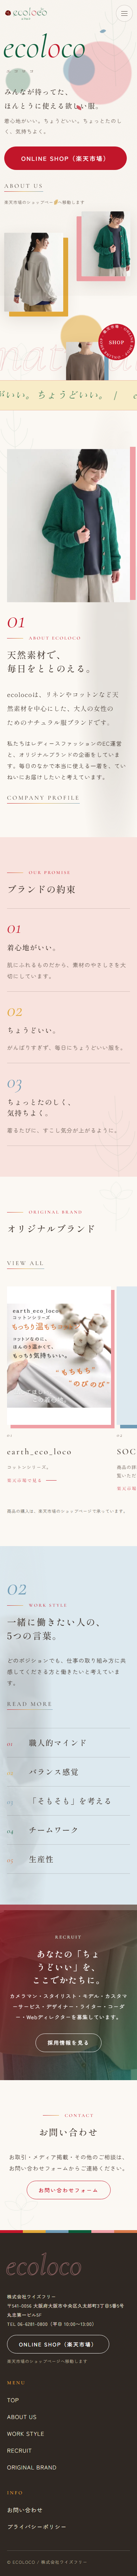 ecoloco
ecoloco
みんなが待ってた、
ほんとうに使える欲しい服。
着心地がいい。ちょうどいい。ちょっとたのしく、気持ちよく。
ONLINE SHOP（楽天市場）
ABOUT US
楽天市場のショップページへ移動します
SHOP
がいい。ちょうどいい。 /
01
ABOUT ECOLOCO
天然素材で、
毎日をととのえる。
ecolocoは、リネンやコットンなど天然素材を中心にした、大人の女性のためのナチュラル服ブランドです。
私たちはレディースファッションのEC運営と、オリジナルブランドの企画をしています。毎日のなかで本当に使える一着を、ていねいにお届けしたいと考えています。
COMPANY PROFILE
OUR PROMISE
ブランドの約束
01
着心地がいい。
肌にふれるものだから、素材のやさしさを大切にしています。
02
ちょうどいい。
がんばりすぎず、毎日にちょうどいい服を。
03
ちょっとたのしく、
気持ちよく。
着るたびに、すこし気分が上がるように。
ORIGINAL BRAND
オリジナルブランド
VIEW ALL
earth_eco_loco
コットンシリーズ
もっちり温もり
コットンなのに、
ほんのり温かくて、
もっちり気持ちいい。
"もちもち"
"のびのび"
01
earth_eco_loco
コットンシリーズ。
楽天市場で見る
02
SOC
楽天市
商品の購入は、楽天市場のショップページで承っています。
02
WORK STYLE
一緒に働きたい人の、
5つの言葉。
どのポジションでも、仕事の取り組み方に共感してくださる方と働きたいと考えています。
READ MORE
01 職人的マインド
02 バランス感覚
03 「そもそも」を考える
04 チームワーク
05 生産性
RECRUIT
あなたの「ちょうどいい」を、ここでかたちに。
カメラマン・スタイリスト・モデル・カスタマーサービス・デザイナー・ライター・コーダー・Webディレクターを募集しています。
採用情報を見る
CONTACT
お問い合わせ
お取引・メディア掲載・その他のご相談は、お問い合わせフォームからご連絡ください。
お問い合わせフォーム
ecoloco
株式会社ワイズフリー
ONLINE SHOP（楽天市場）
楽天市場のショップページへ移動します
MENU
TOP
ABOUT US
WORK STYLE
RECRUIT
ORIGINAL BRAND
INFO
お問い合わせ
プライバシーポリシー
© ECOLOCO / 株式会社ワイズフリー